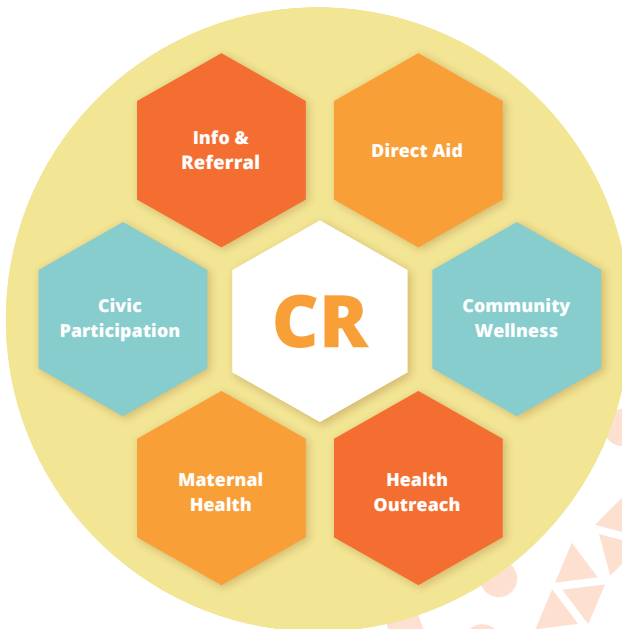 Info &
Referral
Direct Aid
Civic
Participation
CR
Community
Wellness
Maternal
Health
Health
Outreach